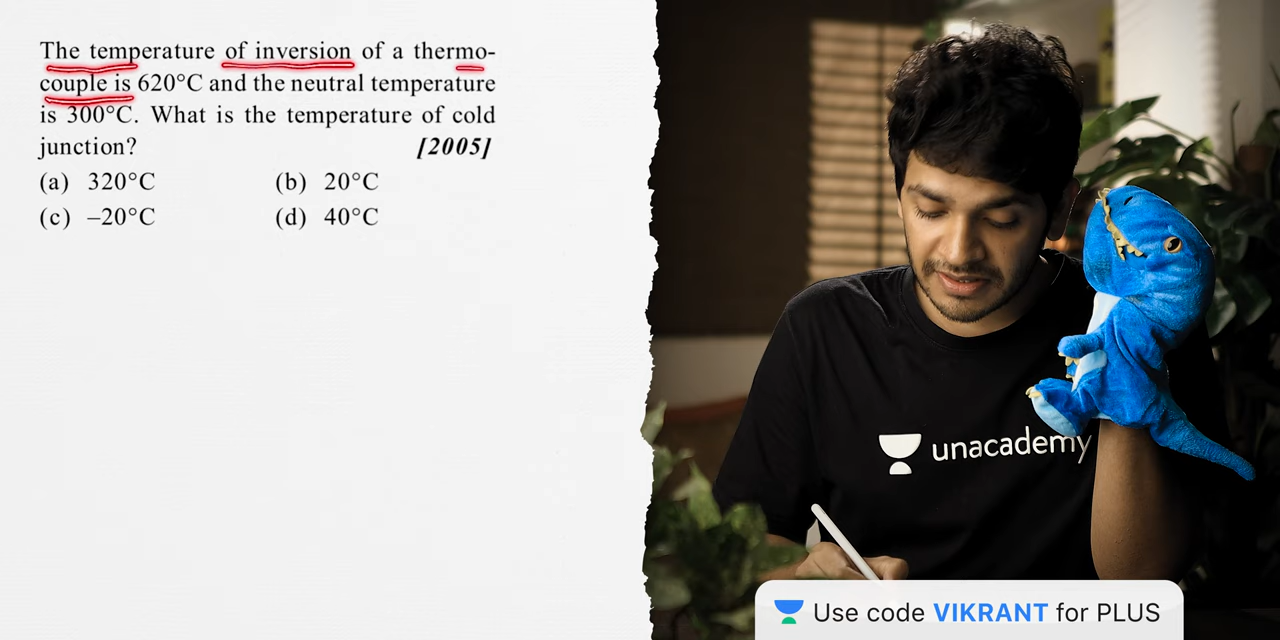 The temperature of inversion of a thermo-
couple is 620°C and the neutral temperature
is 300°C. What is the temperature of cold
junction? [2005]
(a) 320°C (b) 20°C
(c) –20°C (d) 40°C
unacademy
Use code VIKRANT for PLUS